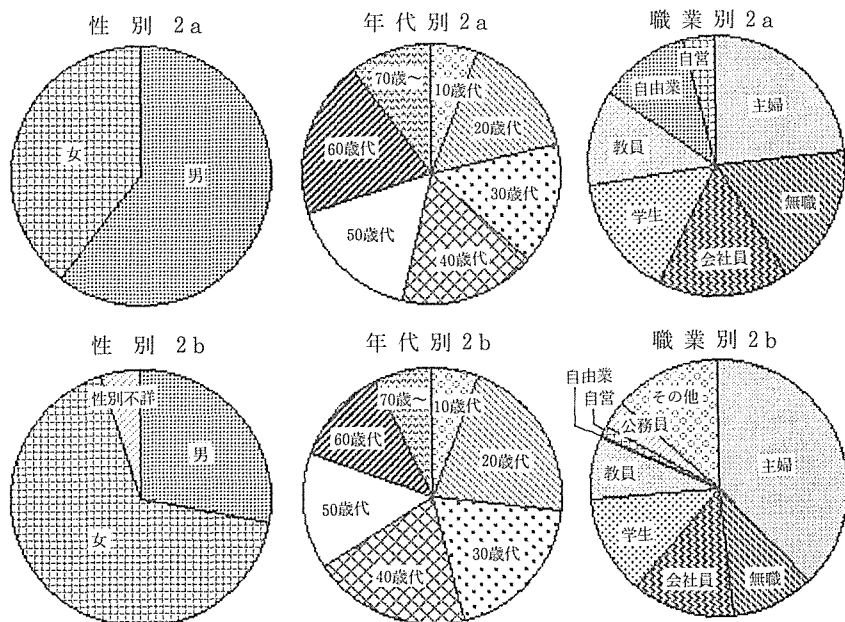 性 別 2a
女
男
年代別 2a
10歳代
20歳代
30歳代
40歳代
50歳代
60歳代
70歳〜
職業別 2a
主婦
無職
会社員
学生
教員
自由業
自営
性 別 2b
男
女
性別不詳
年代別 2b
10歳代
20歳代
30歳代
40歳代
50歳代
60歳代
70歳〜
職業別 2b
主婦
無職
会社員
学生
教員
自由業
自営
公務員
その他